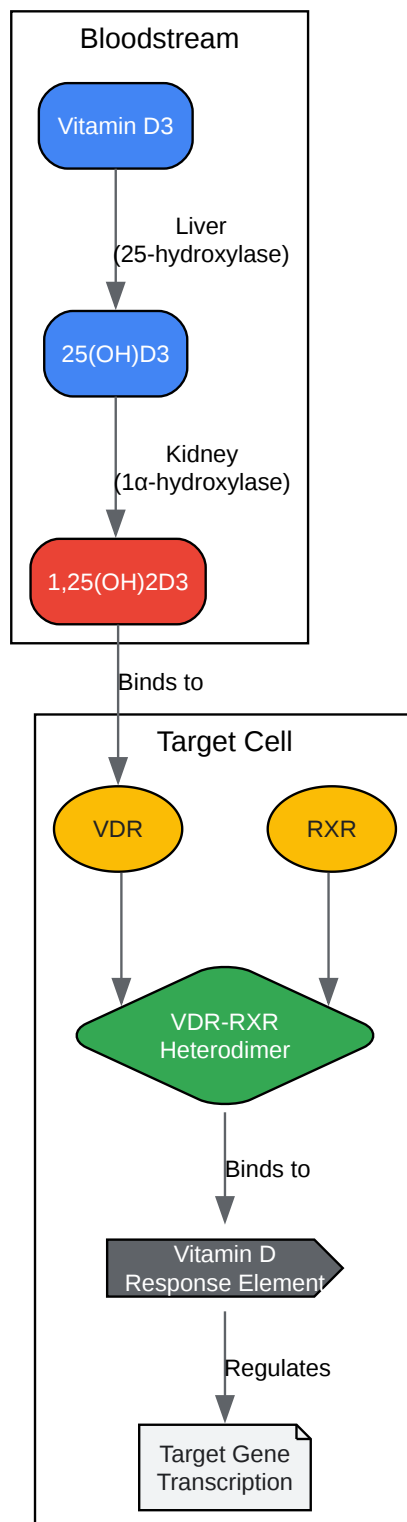 Bloodstream
Vitamin D3
Liver
(25-hydroxylase)
25(OH)D3
Kidney
(1α-hydroxylase)
1,25(OH)2D3
Binds to
Target Cell
VDR
RXR
VDR-RXR
Heterodimer
Binds to
Vitamin D
Response Element
Regulates
Target Gene
Transcription